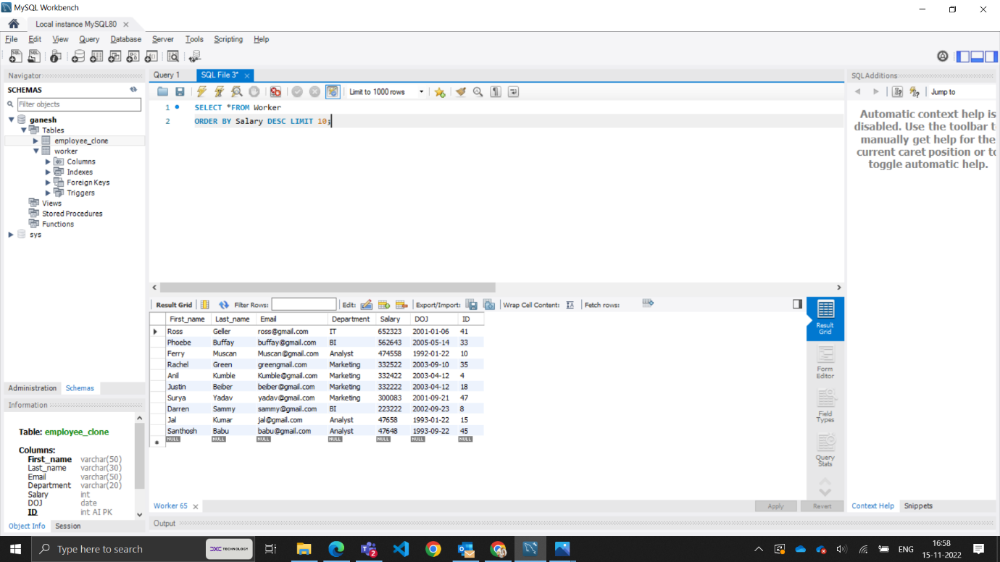 MySQL Workbench
Local instance MySQL80
File Edit View Query Database Server Tools Scripting Help
Navigator
SCHEMAS
Filter objects
ganesh
Tables
employee_clone
worker
Columns
Indexes
Foreign Keys
Triggers
Views
Stored Procedures
Functions
sys
Administration Schemas
Information
Table: employee_clone
Columns:
First_name varchar(50)
Last_name varchar(30)
Email varchar(50)
Department varchar(20)
Salary int
DOJ date
ID int AI PK
Object Info Session
Query 1 SQL File 3*
Limit to 1000 rows
1 SELECT *FROM Worker
2 ORDER BY Salary DESC LIMIT 10;
Result Grid Filter Rows: Edit: Export/Import: Wrap Cell Content: Fetch rows:
First_name Last_name Email Department Salary DOJ ID
Ross Geller ross@gmail.com IT 652323 2001-01-06 41
Phoebe Buffay buffay@gmail.com BI 562643 2005-05-14 33
Ferry Muscan Muscan@gmail.com Analyst 474558 1992-01-22 10
Rachel Green greengmail.com Marketing 332522 2003-09-10 35
Anil Kumble Kumble@gmail.com Marketing 332422 2003-04-12 4
Justin Beiber beiber@gmail.com Marketing 332222 2003-04-12 18
Surya Yadav yadav@gmail.com Marketing 300083 2001-09-21 47
Darren Sammy sammy@gmail.com BI 223222 2002-09-23 8
Jal Kumar jal@gmail.com Analyst 47658 1993-01-22 15
Santhosh Babu babu@gmail.com Analyst 47648 1993-09-22 45
NULL NULL NULL NULL NULL NULL NULL
Result
Grid
Form
Editor
Field
Types
Query
Stats
Worker 65
Apply Revert
Output
SQLAdditions
Jump to
Automatic context help is
disabled. Use the toolbar t
manually get help for the
current caret position or to
toggle automatic help.
Context Help Snippets
Type here to search
DXC TECHNOLOGY
ENG
16:58
15-11-2022